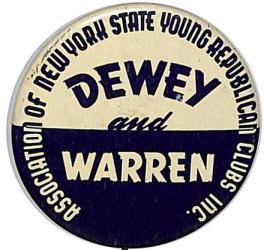 ASSOCIATION OF NEW YORK STATE YOUNG REPUBLICAN CLUBS INC.
DEWEY
and
WARREN